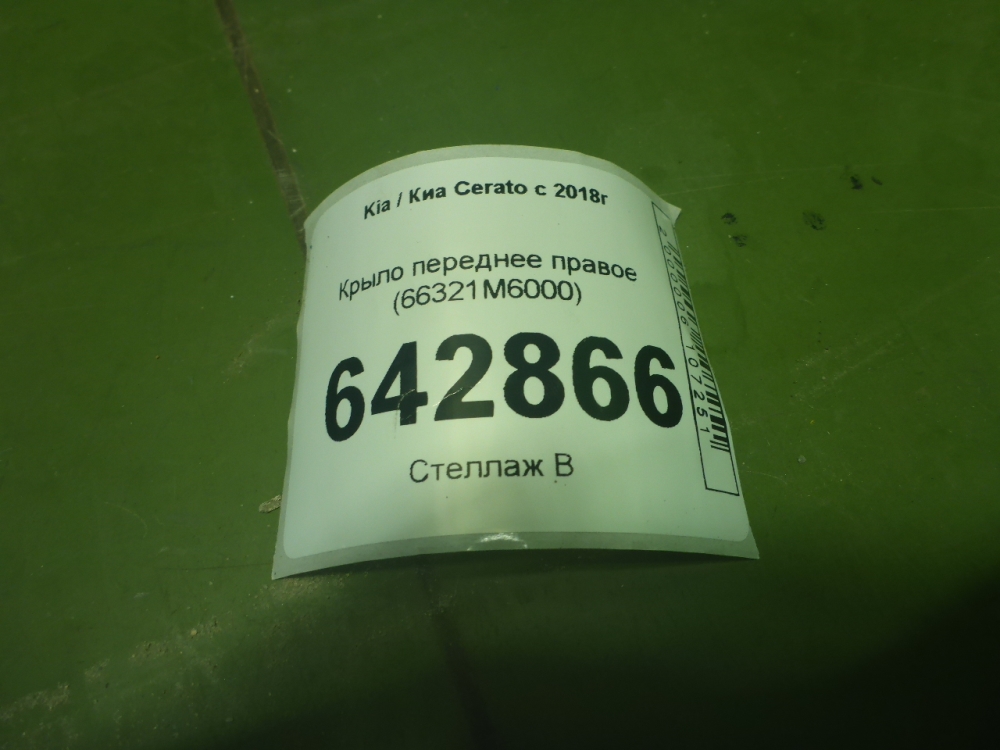 Kia / Киа Cerato с 2018г
Крыло переднее правое
(66321M6000)
642866
Стеллаж B